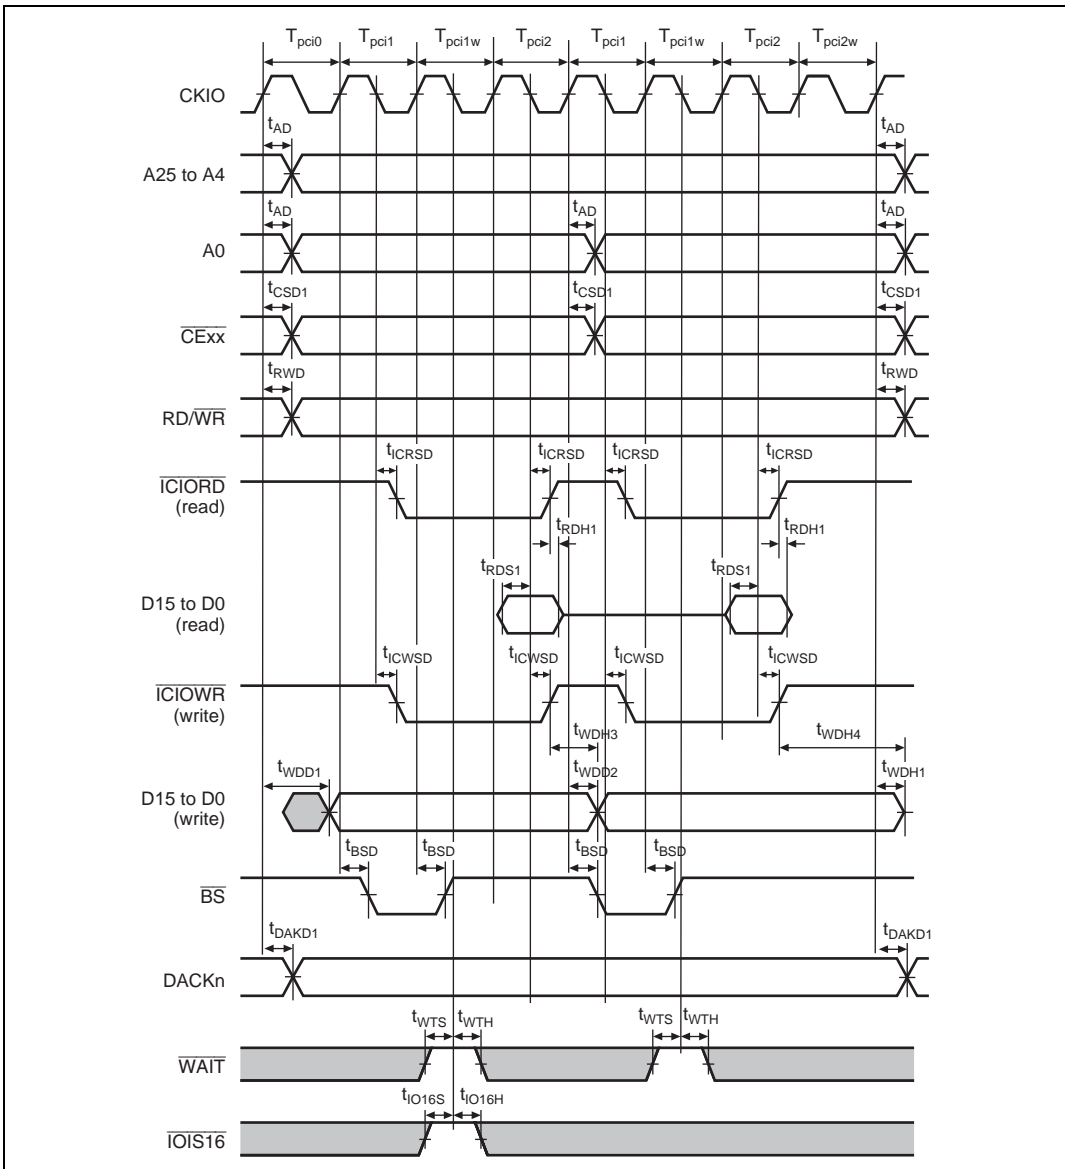 Tpci0 Tpci1 Tpci1w Tpci2 Tpci1 Tpci1w Tpci2 Tpci2w
CKIO
tAD tAD
A25 to A4
tAD tAD tAD
A0
tCSD1 tCSD1 tCSD1
CExx
tRWD tRWD
RD/WR
tICRSD tICRSD tICRSD tICRSD
ICIORD
(read)
tRDH1 tRDH1
tRDS1 tRDS1
D15 to D0
(read)
tICWSD tICWSD tICWSD tICWSD
ICIOWR
(write)
tWDH3 tWDH4
tWDD1 tWDD2 tWDH1
D15 to D0
(write)
tBSD tBSD tBSD tBSD
BS
tDAKD1 tDAKD1
DACKn
tWTS tWTH tWTS tWTH
WAIT
tIO16S tIO16H
IOIS16